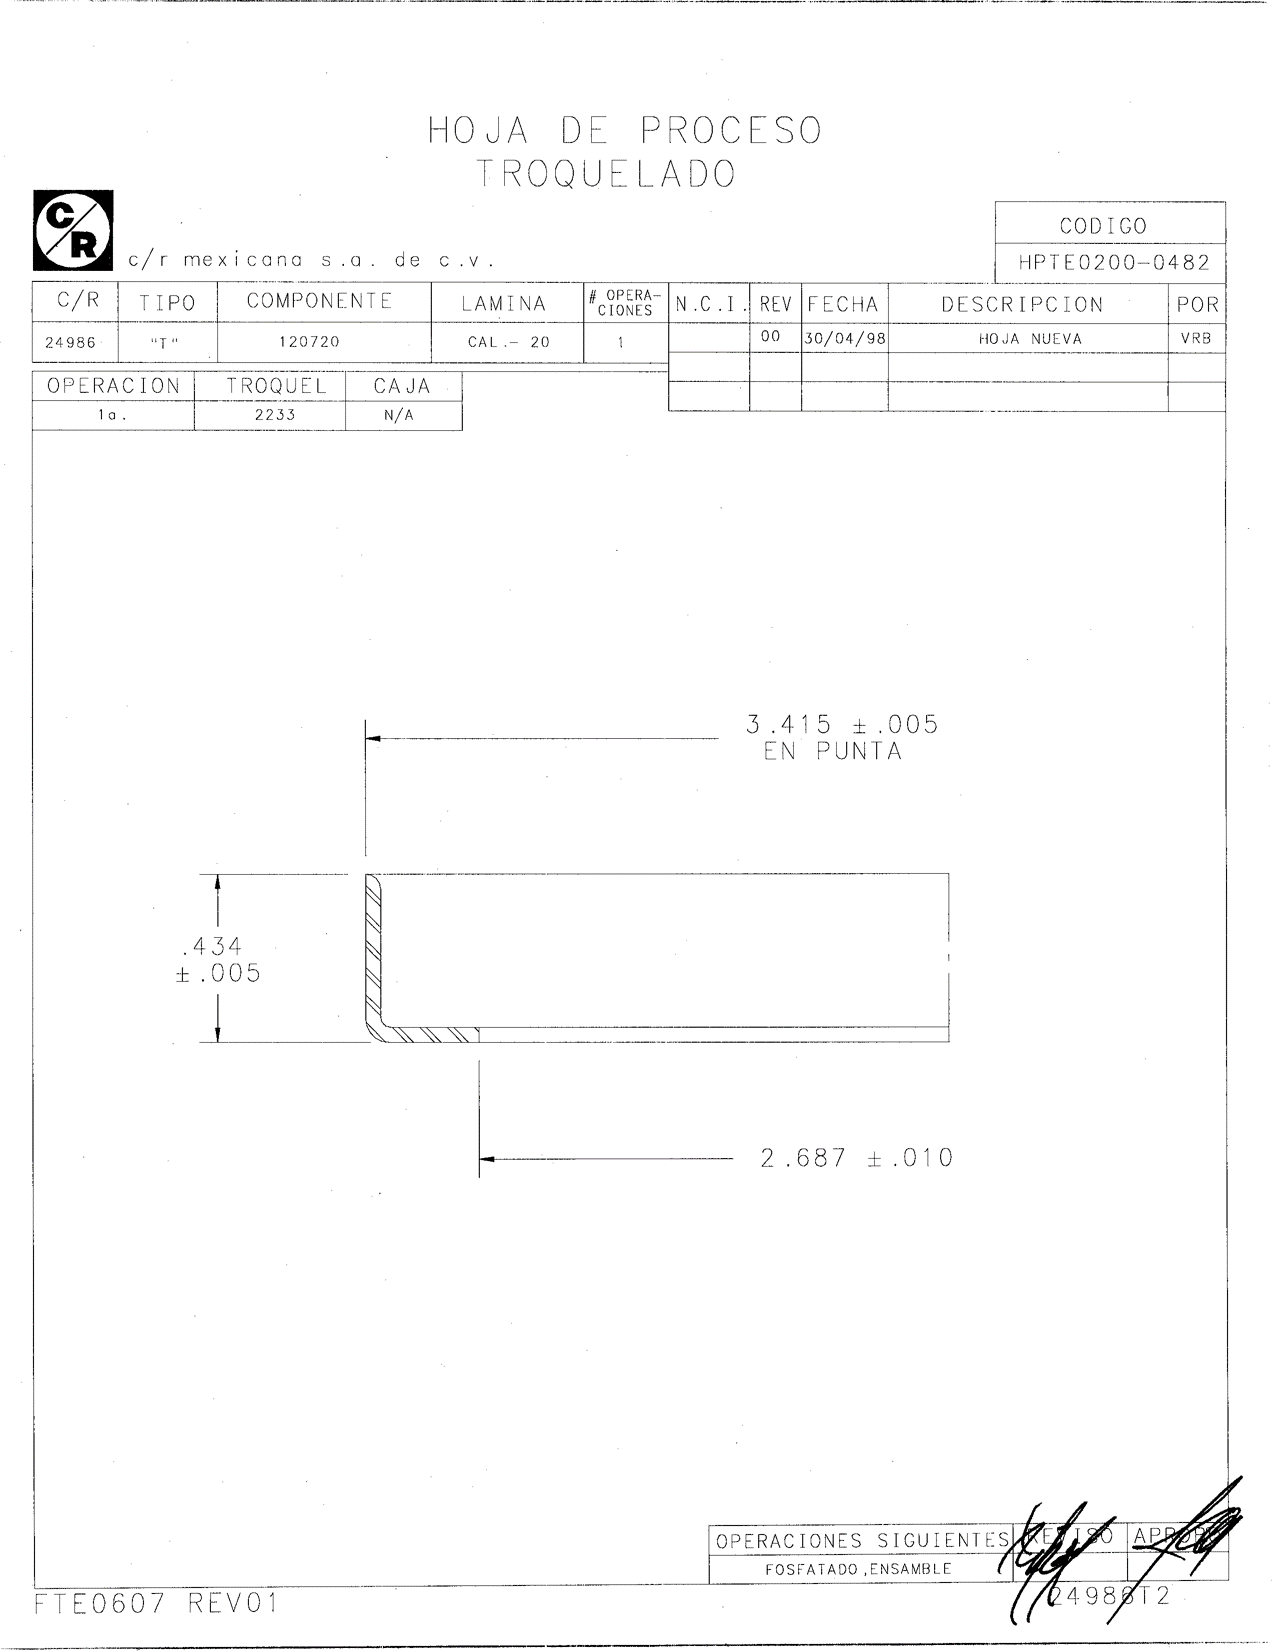 HOJA DE PROCESO
TROQUELADO
C/R
c/r mexicana s.a. de c.v.
CODIGO
HPTE0200-0482
C/R TIPO COMPONENTE LAMINA # OPERA-CIONES N.C.I. REV FECHA DESCRIPCION POR
24986 "T" 120720 CAL.- 20 1 00 30/04/98 HOJA NUEVA VRB
OPERACION TROQUEL CAJA
1a. 2233 N/A
3.415 ±.005
EN PUNTA
.434
±.005
2.687 ±.010
OPERACIONES SIGUIENTES REVISO APROBO
FOSFATADO,ENSAMBLE
FTE0607 REV01
24986T2